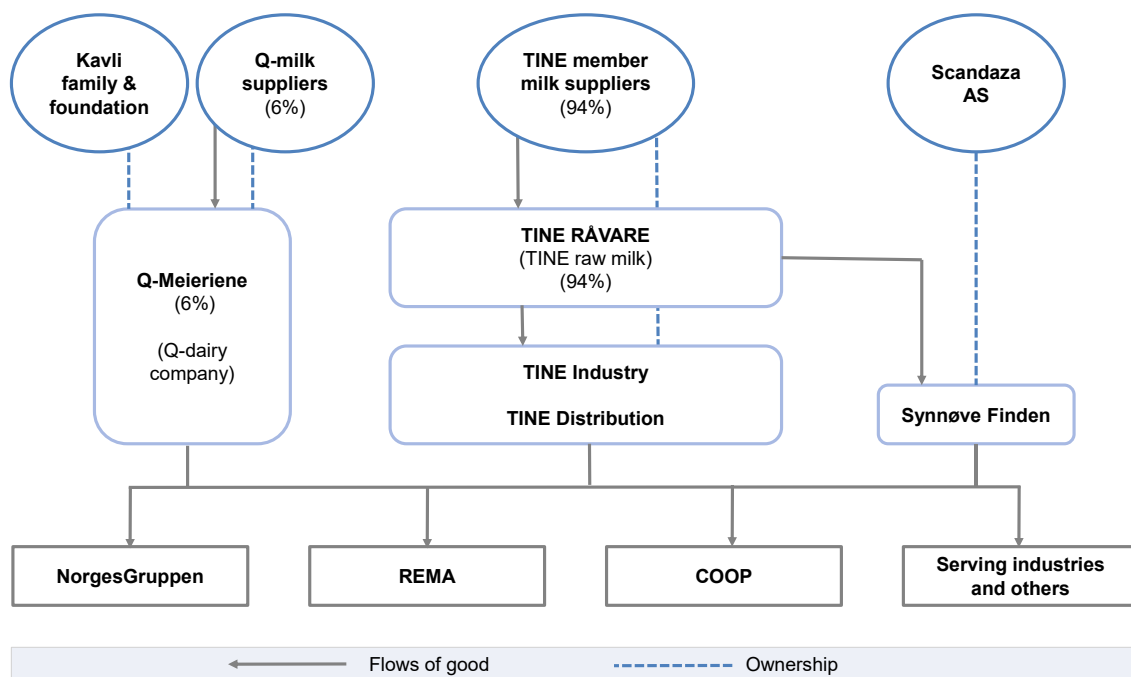 Kavli
family &
foundation
Q-milk
suppliers
(6%)
TINE member
milk suppliers
(94%)
Scandaza
AS
TINE RÅVARE
(TINE raw milk)
(94%)
Q-Meieriene
(6%)
(Q-dairy
company)
TINE Industry
TINE Distribution
Synnøve Finden
NorgesGruppen
REMA
COOP
Serving industries
and others
Flows of good
Ownership